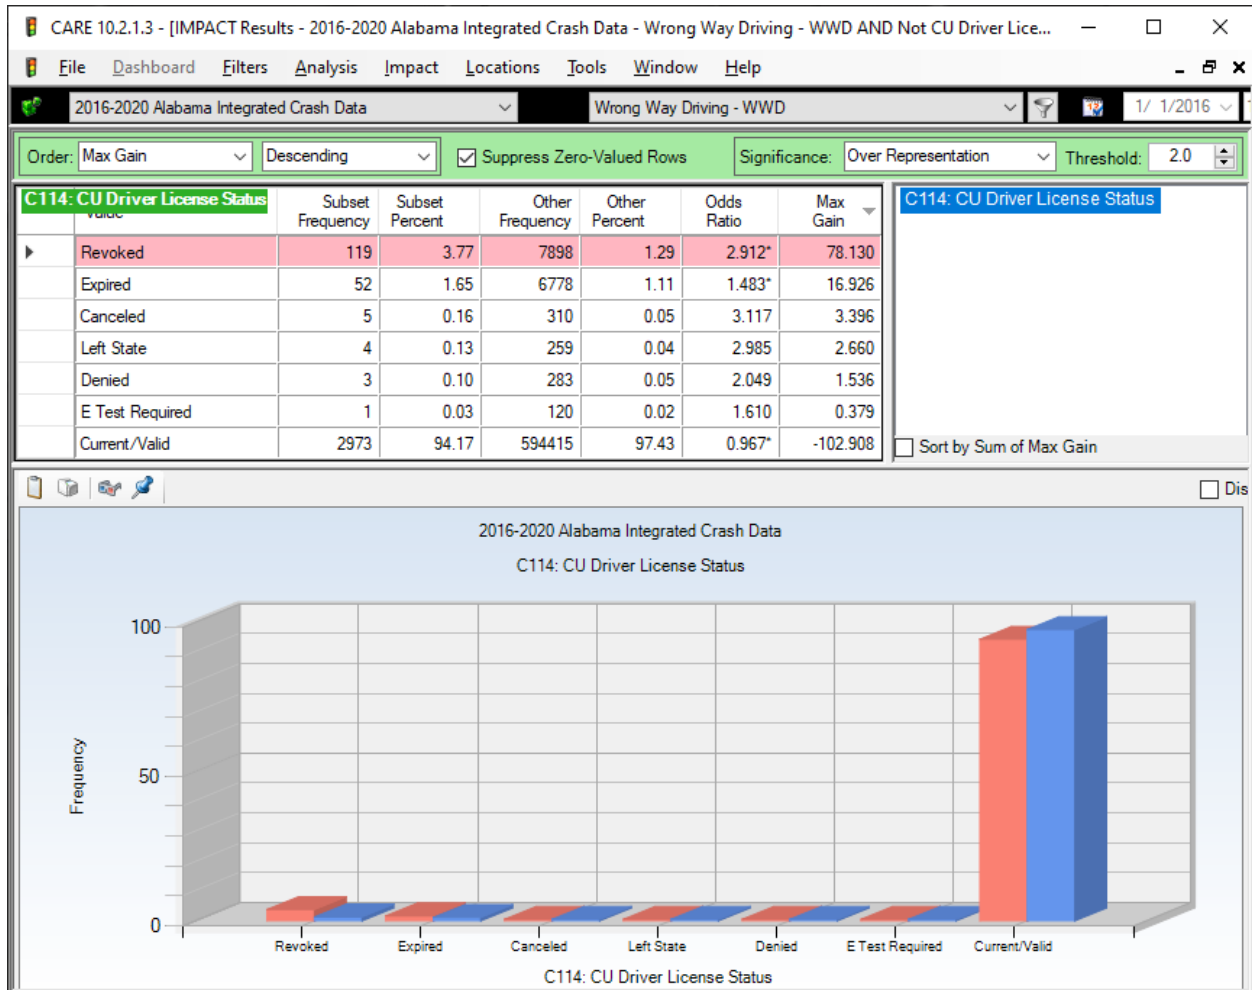 CARE 10.2.1.3 - [IMPACT Results - 2016-2020 Alabama Integrated Crash Data - Wrong Way Driving - WWD AND Not CU Driver Lice...
File Dashboard Filters Analysis Impact Locations Tools Window Help
2016-2020 Alabama Integrated Crash Data Wrong Way Driving - WWD 1/ 1/2016
Order: Max Gain Descending Suppress Zero-Valued Rows Significance: Over Representation Threshold: 2.0
C114: CU Driver License Status Subset Frequency Subset Percent Other Frequency Other Percent Odds Ratio Max Gain C114: CU Driver License Status
Revoked 119 3.77 7898 1.29 2.912* 78.130
Expired 52 1.65 6778 1.11 1.483* 16.926
Canceled 5 0.16 310 0.05 3.117 3.396
Left State 4 0.13 259 0.04 2.985 2.660
Denied 3 0.10 283 0.05 2.049 1.536
E Test Required 1 0.03 120 0.02 1.610 0.379
Current/Valid 2973 94.17 594415 97.43 0.967* -102.908 Sort by Sum of Max Gain
Dis
2016-2020 Alabama Integrated Crash Data
C114: CU Driver License Status
100
50
0
Frequency
Revoked Expired Canceled Left State Denied E Test Required Current/Valid
C114: CU Driver License Status